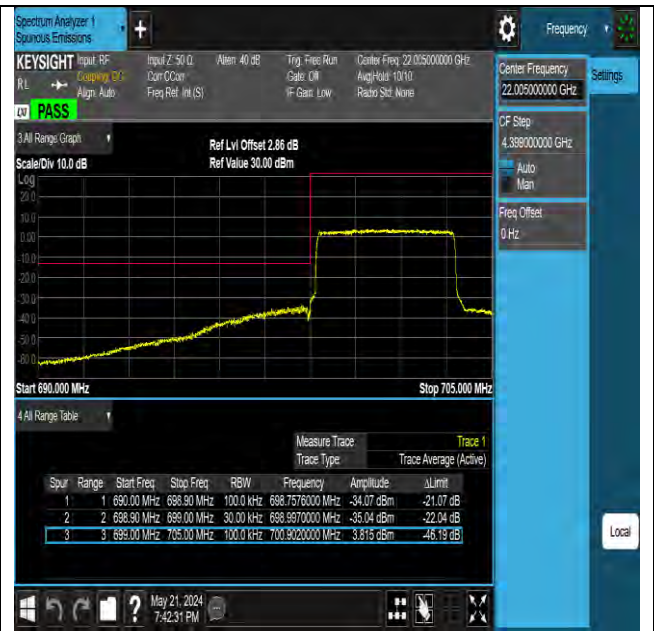 Spectrum Analyzer 1
Spurious Emissions
+
Frequency
KEYSIGHT
RL
Input: RF
Coupling: DC
Align: Auto
Input Z: 50 Ω
Corr CCorr
Freq Ref: Int (S)
Atten: 40 dB
Trig: Free Run
Gate: Off
IF Gain: Low
Center Freq: 22.005000000 GHz
Avg|Hold: 10/10
Radio Std: None
PASS
3 All Range Graph
Ref Lvl Offset 2.86 dB
Scale/Div 10.0 dB
Ref Value 30.00 dBm
Log
20.0
10.0
0.00
-10.0
-20.0
-30.0
-40.0
-50.0
-60.0
Start 690.000 MHz
Stop 705.000 MHz
4 All Range Table
Measure Trace Trace 1
Trace Type Trace Average (Active)
Spur Range Start Freq Stop Freq RBW Frequency Amplitude ΔLimit
1 1 690.00 MHz 698.90 MHz 100.0 kHz 698.7576000 MHz -34.07 dBm -21.07 dB
2 2 698.90 MHz 699.00 MHz 30.00 kHz 698.9970000 MHz -35.04 dBm -22.04 dB
3 3 699.00 MHz 705.00 MHz 100.0 kHz 700.9020000 MHz 3.815 dBm -46.19 dB
Center Frequency
22.005000000 GHz
Settings
CF Step
4.399000000 GHz
Auto
Man
Freq Offset
0 Hz
Local
?
May 21, 2024
7:42:31 PM